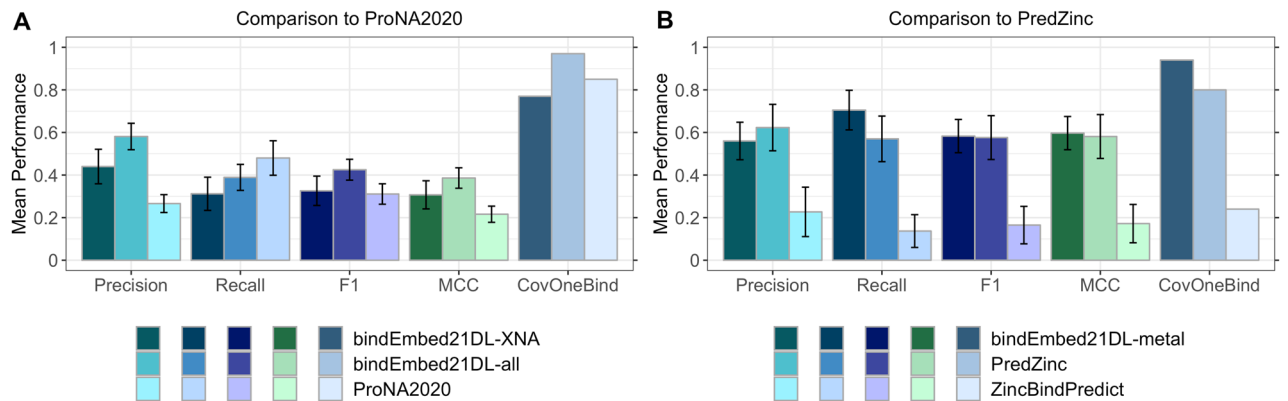 A
Comparison to ProNA2020
Mean Performance
1
0.8
0.6
0.4
0.2
0
Precision Recall F1 MCC CovOneBind
bindEmbed21DL-XNA
bindEmbed21DL-all
ProNA2020
B
Comparison to PredZinc
Mean Performance
1
0.8
0.6
0.4
0.2
0
Precision Recall F1 MCC CovOneBind
bindEmbed21DL-metal
PredZinc
ZincBindPredict